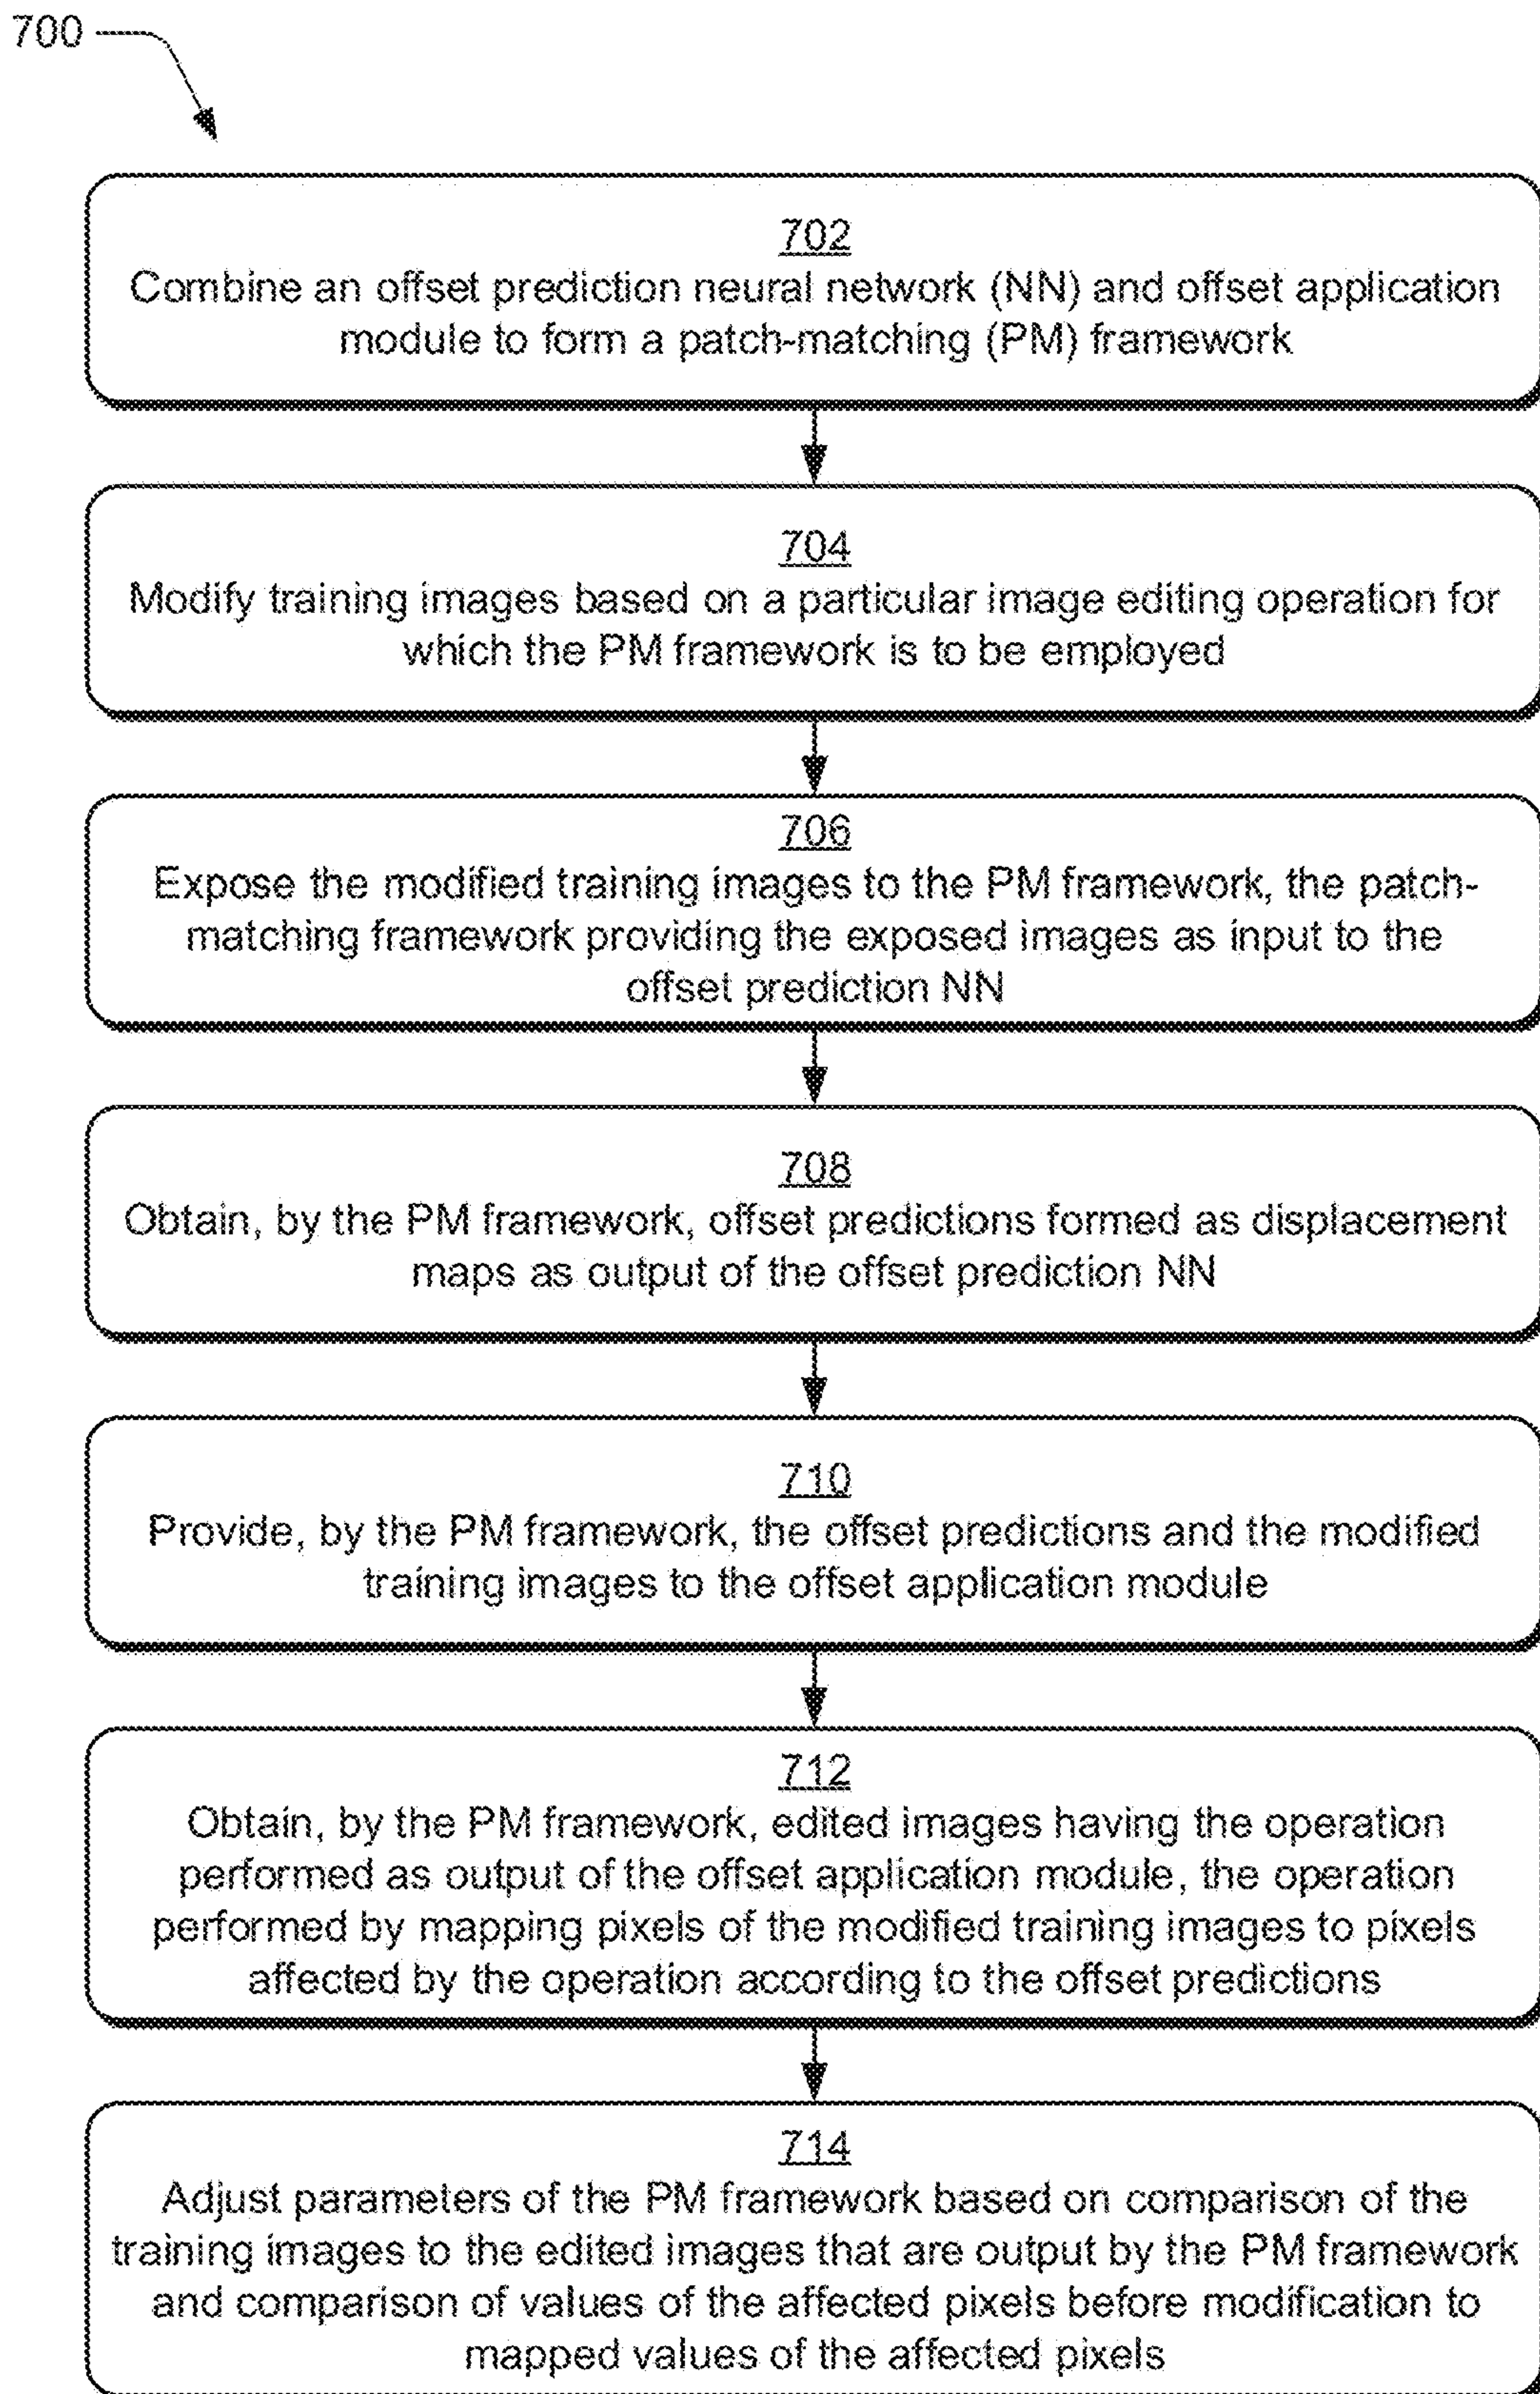 700
702
Combine an offset prediction neural network (NN) and offset application
module to form a patch-matching (PM) framework
704
Modify training images based on a particular image editing operation for
which the PM framework is to be employed
706
Expose the modified training images to the PM framework, the patch-
matching framework providing the exposed images as input to the
offset prediction NN
708
Obtain, by the PM framework, offset predictions formed as displacement
maps as output of the offset prediction NN
710
Provide, by the PM framework, the offset predictions and the modified
training images to the offset application module
712
Obtain, by the PM framework, edited images having the operation
performed as output of the offset application module, the operation
performed by mapping pixels of the modified training images to pixels
affected by the operation according to the offset predictions
714
Adjust parameters of the PM framework based on comparison of the
training images to the edited images that are output by the PM framework
and comparison of values of the affected pixels before modification to
mapped values of the affected pixels